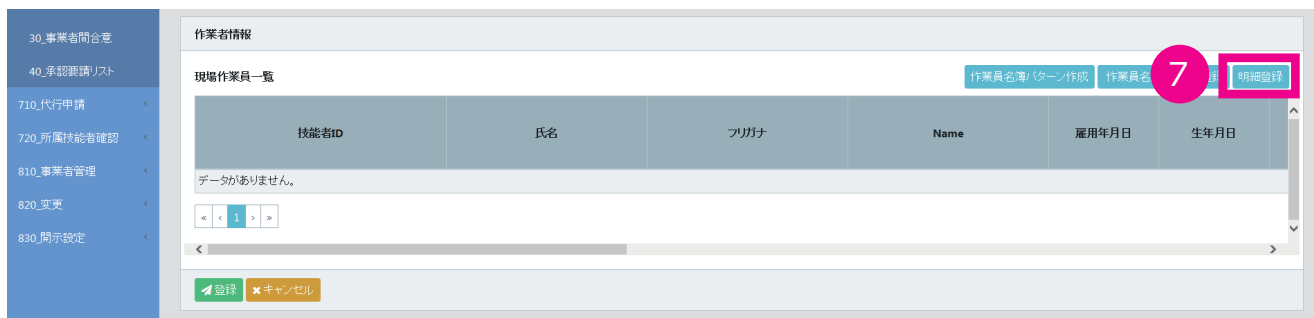 30_事業者間合意
40_承認要請リスト
710_代行申請
720_所属技能者確認
810_事業者管理
820_変更
830_開示設定
作業者情報
現場作業員一覧
作業員名簿パターン作成 作業員名 7 明細登録
技能者ID 氏名 フリガナ Name 雇用年月日 生年月日
データがありません。
« ‹ 1 › »
登録 キャンセル